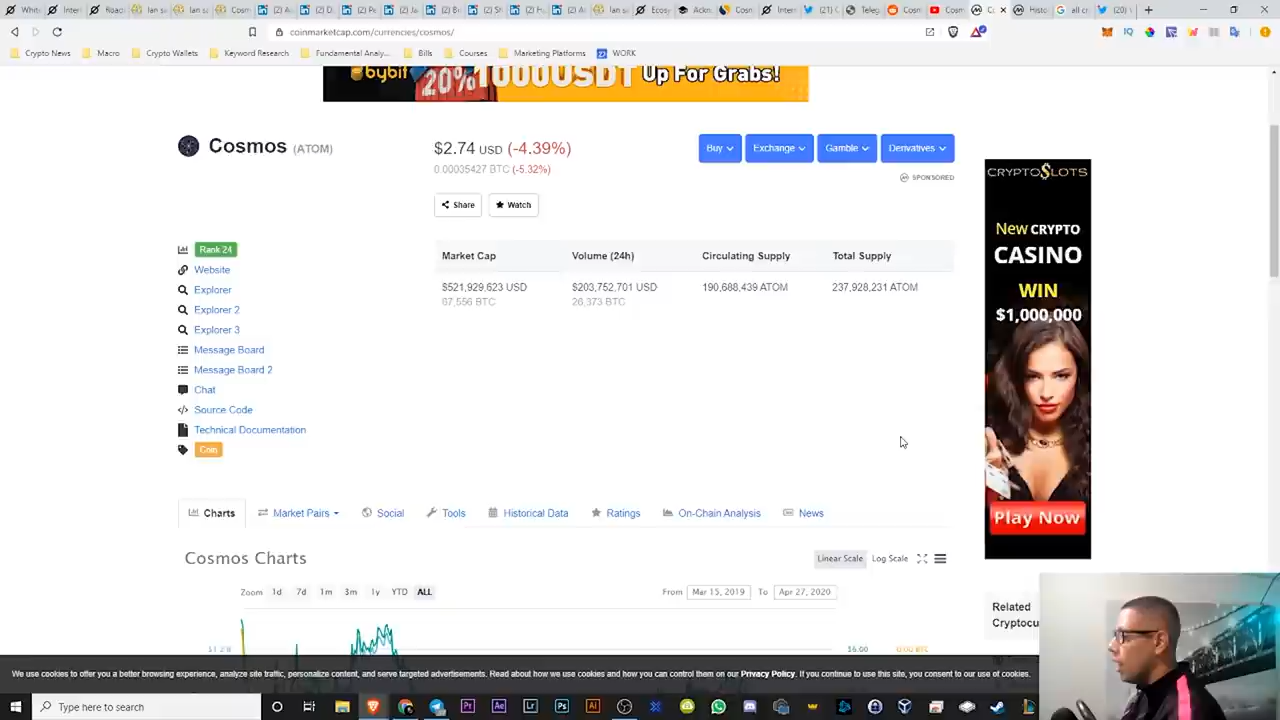 coinmarketcap.com/currencies/cosmos/
Crypto News
Macro
Crypto Wallets
Keyword Research
Fundamental Analy...
Bills
Courses
Marketing Platforms
WORK
bybit 20% 1000USDT Up For Grabs!
Cosmos (ATOM)
$2.74 USD (-4.39%)
0.00035427 BTC (-5.32%)
Buy
Exchange
Gamble
Derivatives
SPONSORED
Share
Watch
Rank 24
Website
Explorer
Explorer 2
Explorer 3
Message Board
Message Board 2
Chat
Source Code
Technical Documentation
Coin
Market Cap
Volume (24h)
Circulating Supply
Total Supply
$521,929,623 USD
$203,752,701 USD
190,688,439 ATOM
237,928,231 ATOM
67,556 BTC
26,373 BTC
CRYPTOSLOTS
New CRYPTO
CASINO
WIN
$1,000,000
Play Now
Charts
Market Pairs
Social
Tools
Historical Data
Ratings
On-Chain Analysis
News
Cosmos Charts
Linear Scale
Log Scale
Zoom 1d 7d 1m 3m 1y YTD ALL
From Mar 15, 2019 To Apr 27, 2020
Related
Cryptocu
We use cookies to offer you a better browsing experience, analyze site traffic, personalize content, and serve targeted advertisements. Read about how we use cookies and how you can control them on our Privacy Policy. If you continue to use this site, you consent to our use of cookies.
Type here to search